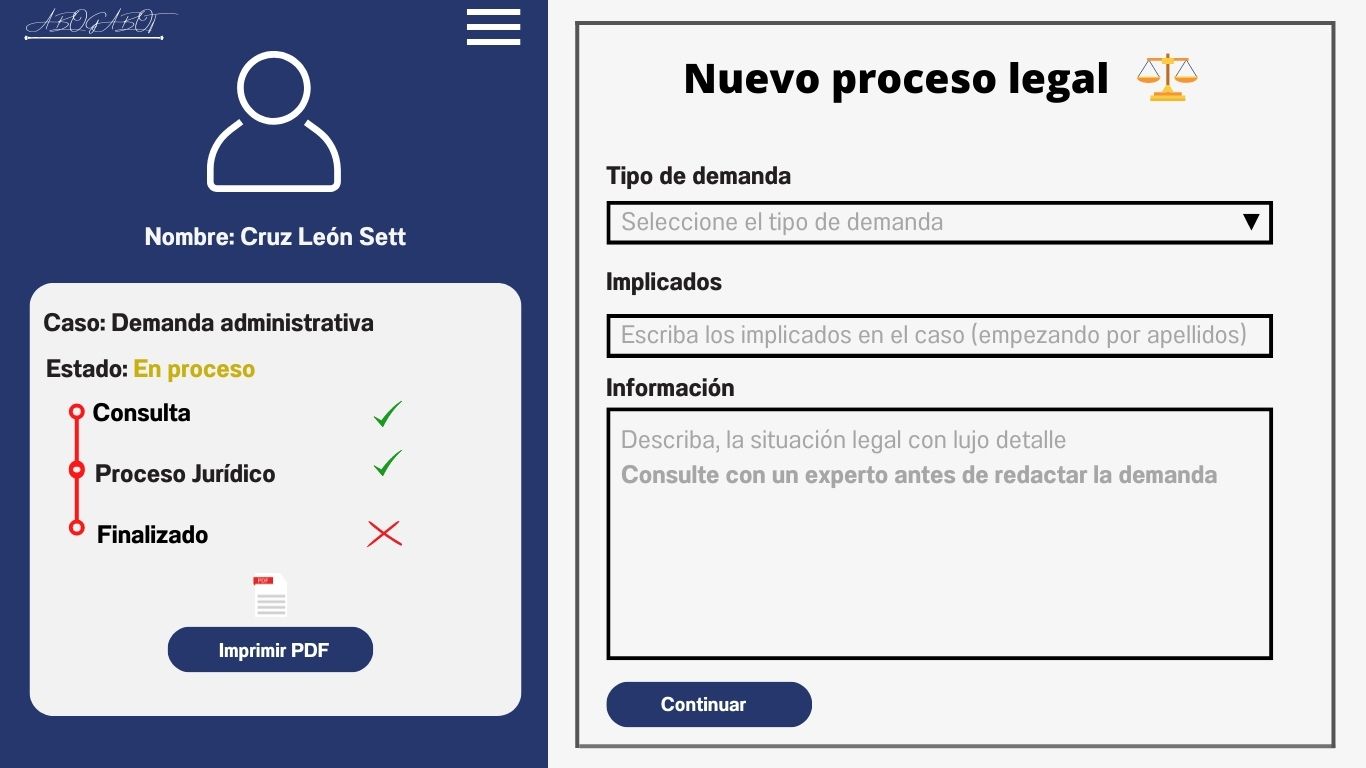 ABOGABOT
Nombre: Cruz León Sett
Caso: Demanda administrativa
Estado: En proceso
Consulta
Proceso Jurídico
Finalizado
PDF
Imprimir PDF
Nuevo proceso legal
Tipo de demanda
Seleccione el tipo de demanda
Implicados
Escriba los implicados en el caso (empezando por apellidos)
Información
Describa, la situación legal con lujo detalle
Consulte con un experto antes de redactar la demanda
Continuar